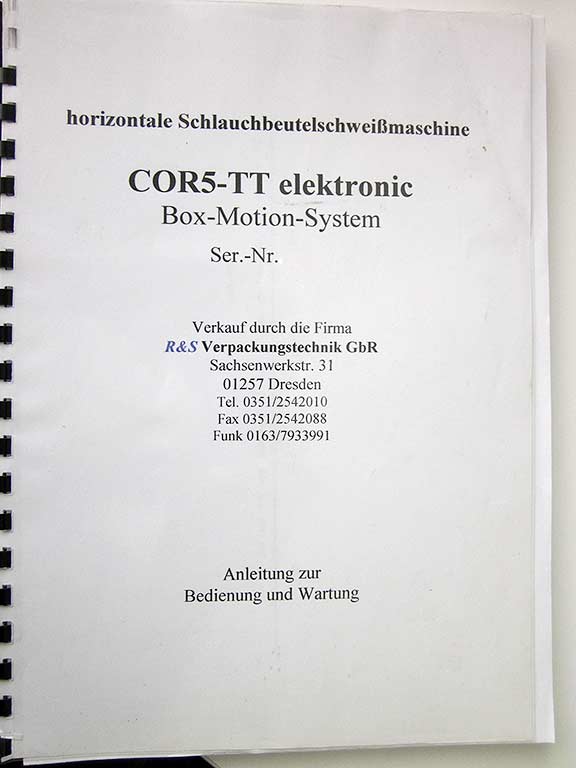 horizontale Schlauchbeutelschweißmaschine
COR5-TT elektronic
Box-Motion-System
Ser.-Nr.
Verkauf durch die Firma
R&S Verpackungstechnik GbR
Sachsenwerkstr. 31
01257 Dresden
Tel. 0351/2542010
Fax 0351/2542088
Funk 0163/7933991
Anleitung zur
Bedienung und Wartung